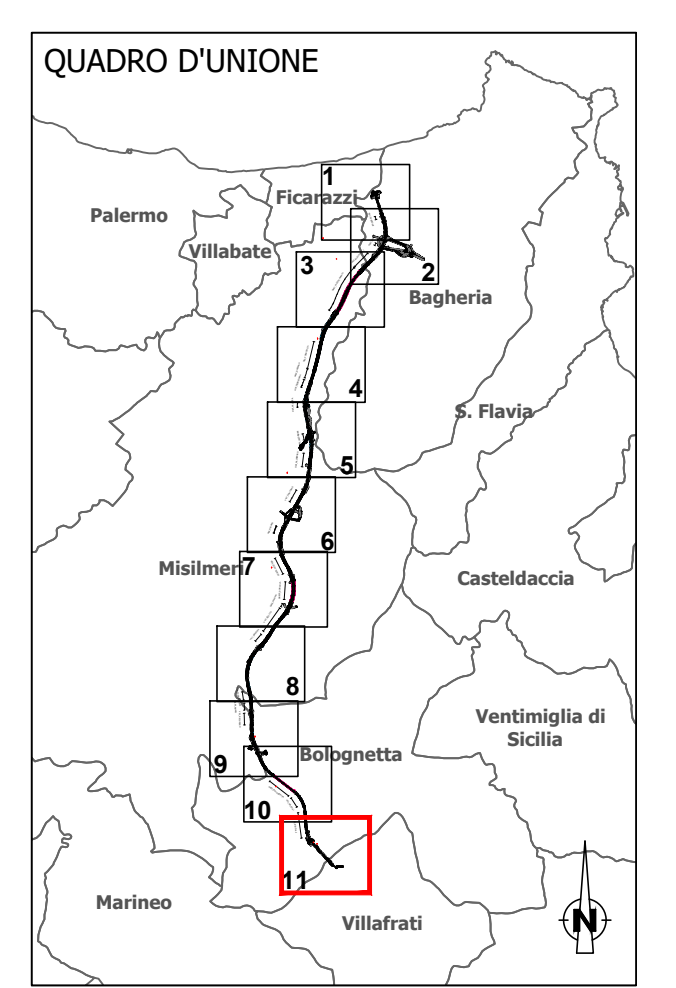 QUADRO D'UNIONE
1
Ficarazzi
Palermo
Villabate
3
2
Bagheria
4
S. Flavia
5
6
Misilmeri
7
Casteldaccia
8
Ventimiglia di
Sicilia
Bolognetta
9
10
11
Marineo
Villafrati
N